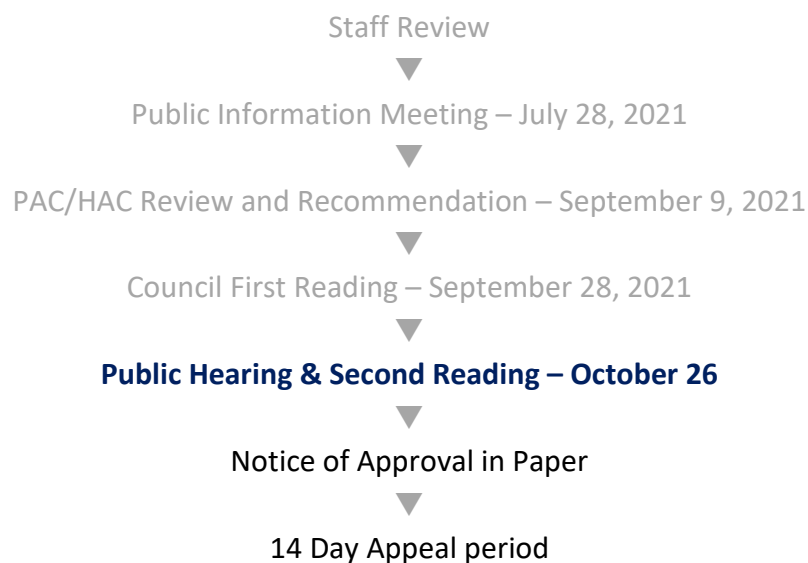 Staff Review
Public Information Meeting – July 28, 2021
PAC/HAC Review and Recommendation – September 9, 2021
Council First Reading – September 28, 2021
Public Hearing & Second Reading – October 26
Notice of Approval in Paper
14 Day Appeal period